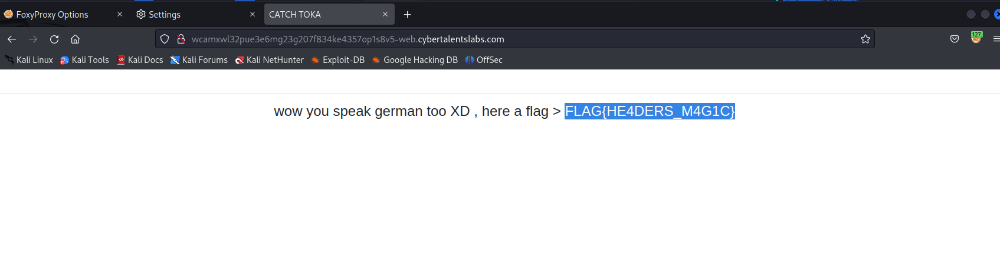 FoxyProxy Options
Settings
CATCH TOKA
wcamxwl32pue3e6mg23g207f834ke4357op1s8v5-web.cybertalentslabs.com
127.
Kali Linux Kali Tools Kali Docs Kali Forums Kali NetHunter Exploit-DB Google Hacking DB OffSec
wow you speak german too XD , here a flag > FLAG{HE4DERS_M4G1C}